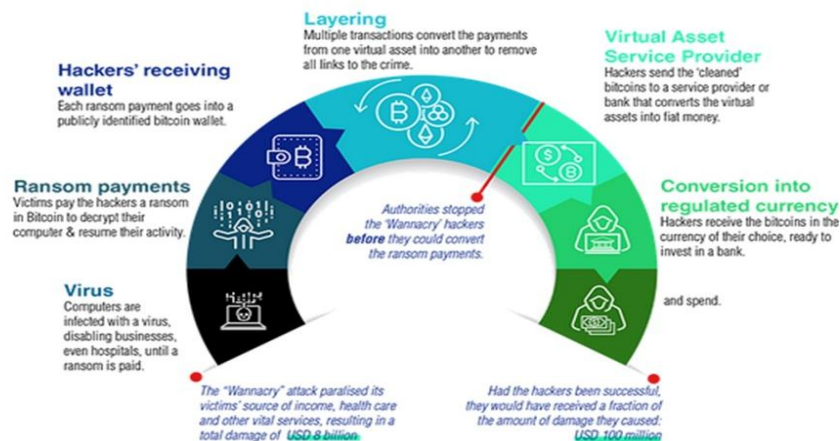 Virus
Computers are
infected with a virus,
disabling businesses,
even hospitals, until a
ransom is paid.
Ransom payments
Victims pay the hackers a ransom
in Bitcoin to decrypt their
computer & resume their activity.
Hackers' receiving
wallet
Each ransom payment goes into a
publicly identified bitcoin wallet.
Layering
Multiple transactions convert the payments
from one virtual asset into another to remove
all links to the crime.
Virtual Asset
Service Provider
Hackers send the 'cleaned'
bitcoins to a service provider or
bank that converts the virtual
assets into fiat money.
Conversion into
regulated currency
Hackers receive the bitcoins in the
currency of their choice, ready to
invest in a bank.
and spend.
Authorities stopped
the 'Wannacry' hackers
before they could convert
the ransom payments.
The "Wannacry" attack paralised its
victims' source of income, health care
and other vital services, resulting in a
total damage of USD 8 billion
Had the hackers been successful,
they would have received a fraction of
the amount of damage they caused:
USD 100 million